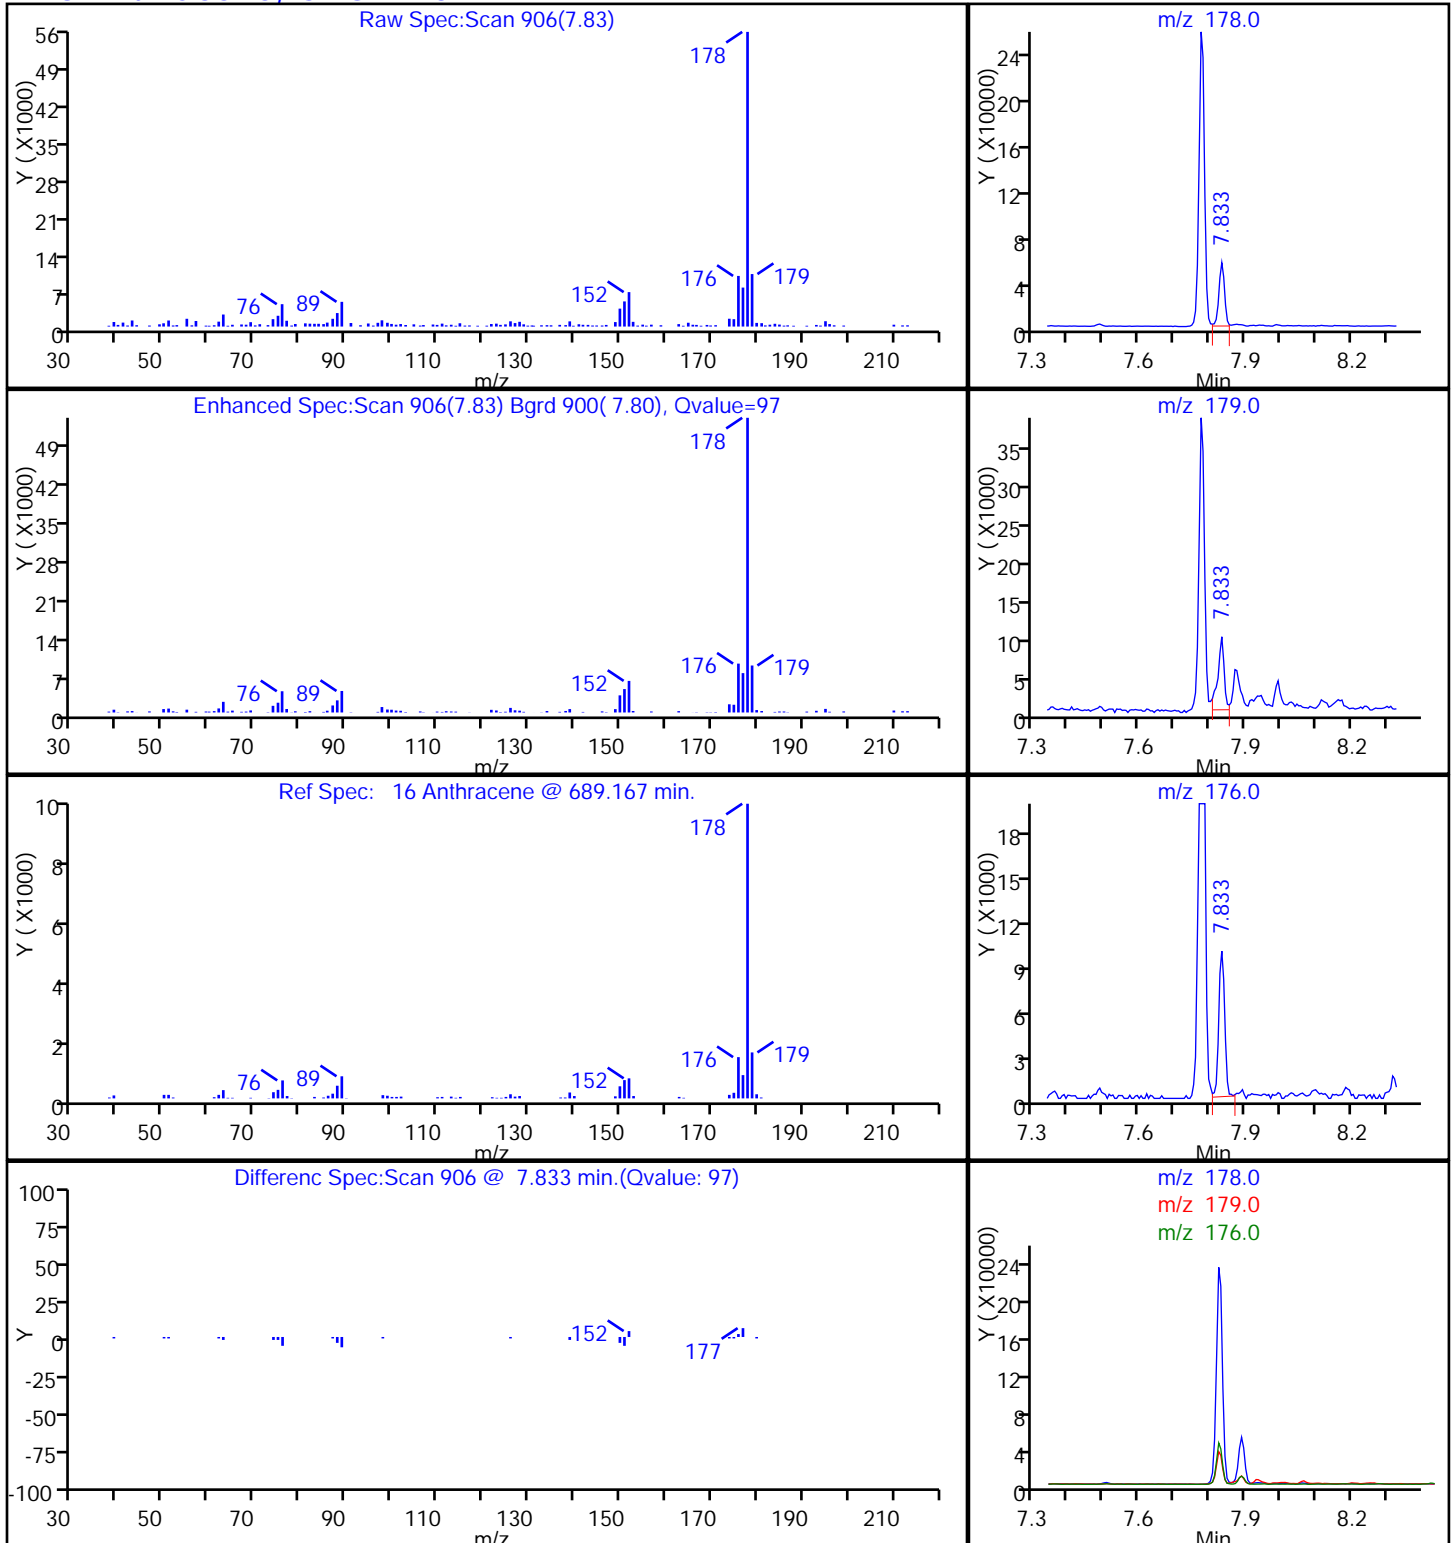 Raw Spec:Scan 906(7.83)
Y ( X1000)
56
49
42
35
28
21
14
7
0
178
176
179
152
89
76
30 50 70 90 110 130 150 170 190 210
m/z
m/z 178.0
Y ( X10000)
24
20
16
12
8
4
0
7.833
7.3 7.6 7.9 8.2
Min
Enhanced Spec:Scan 906(7.83) Bgrd 900( 7.80), Qvalue=97
Y ( X1000)
49
42
35
28
21
14
7
0
178
176
179
152
89
76
30 50 70 90 110 130 150 170 190 210
m/z
m/z 179.0
Y ( X1000)
35
30
25
20
15
10
5
0
7.833
7.3 7.6 7.9 8.2
Min
Ref Spec: 16 Anthracene @ 689.167 min.
Y ( X1000)
10
8
6
4
2
0
178
176
179
152
89
76
30 50 70 90 110 130 150 170 190 210
m/z
m/z 176.0
Y ( X1000)
18
15
12
9
6
3
0
7.833
7.3 7.6 7.9 8.2
Min
Differenc Spec:Scan 906 @ 7.833 min.(Qvalue: 97)
Y
100
75
50
25
0
-25
-50
-75
-100
152
177
30 50 70 90 110 130 150 170 190 210
m/z
m/z 178.0
m/z 179.0
m/z 176.0
Y ( X10000)
24
20
16
12
8
4
0
7.3 7.6 7.9 8.2
Min